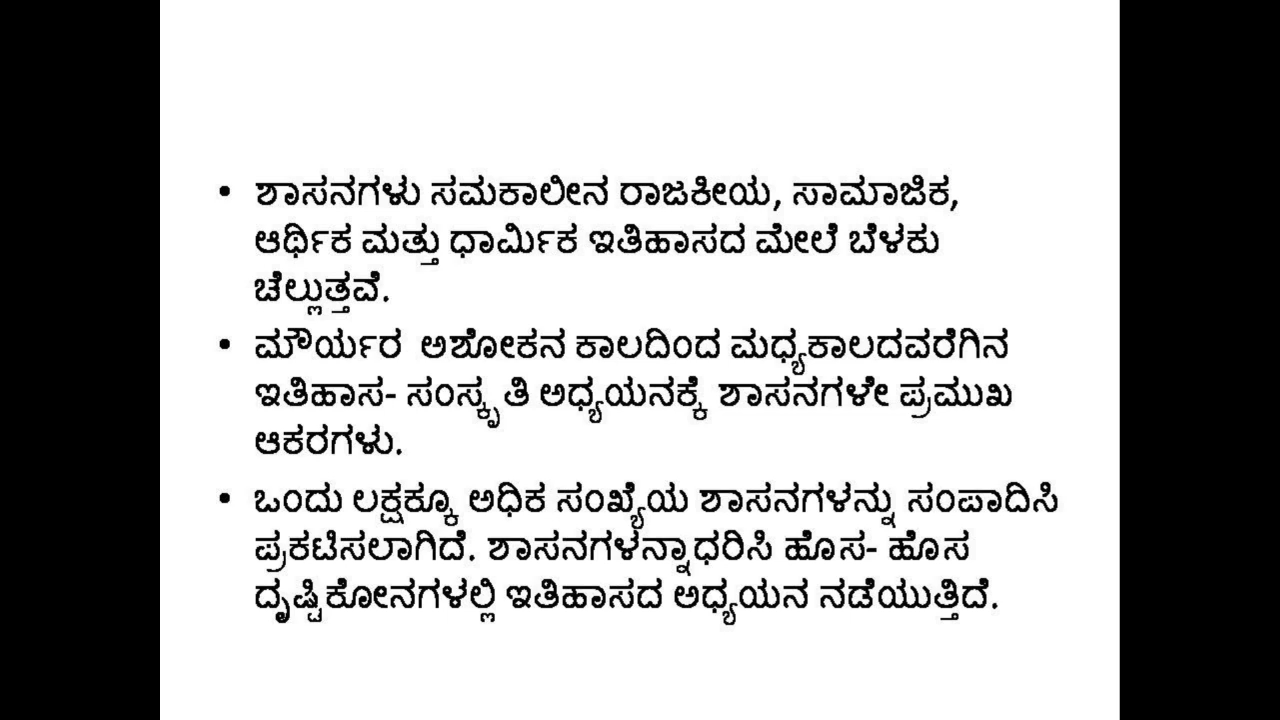 • ಶಾಸನಗಳು ಸಮಕಾಲೀನ ರಾಜಕೀಯ, ಸಾಮಾಜಿಕ,
ಆರ್ಥಿಕ ಮತ್ತು ಧಾರ್ಮಿಕ ಇತಿಹಾಸದ ಮೇಲೆ ಬೆಳಕು
ಚೆಲ್ಲುತ್ತವೆ.
• ಮೌರ್ಯರ ಅಶೋಕನ ಕಾಲದಿಂದ ಮಧ್ಯಕಾಲದವರೆಗಿನ
ಇತಿಹಾಸ- ಸಂಸ್ಕೃತಿ ಅಧ್ಯಯನಕ್ಕೆ ಶಾಸನಗಳೇ ಪ್ರಮುಖ
ಆಕರಗಳು.
• ಒಂದು ಲಕ್ಷಕ್ಕೂ ಅಧಿಕ ಸಂಖ್ಯೆಯ ಶಾಸನಗಳನ್ನು ಸಂಪಾದಿಸಿ
ಪ್ರಕಟಿಸಲಾಗಿದೆ. ಶಾಸನಗಳನ್ನಾಧರಿಸಿ ಹೊಸ- ಹೊಸ
ದೃಷ್ಟಿಕೋನಗಳಲ್ಲಿ ಇತಿಹಾಸದ ಅಧ್ಯಯನ ನಡೆಯುತ್ತಿದೆ.